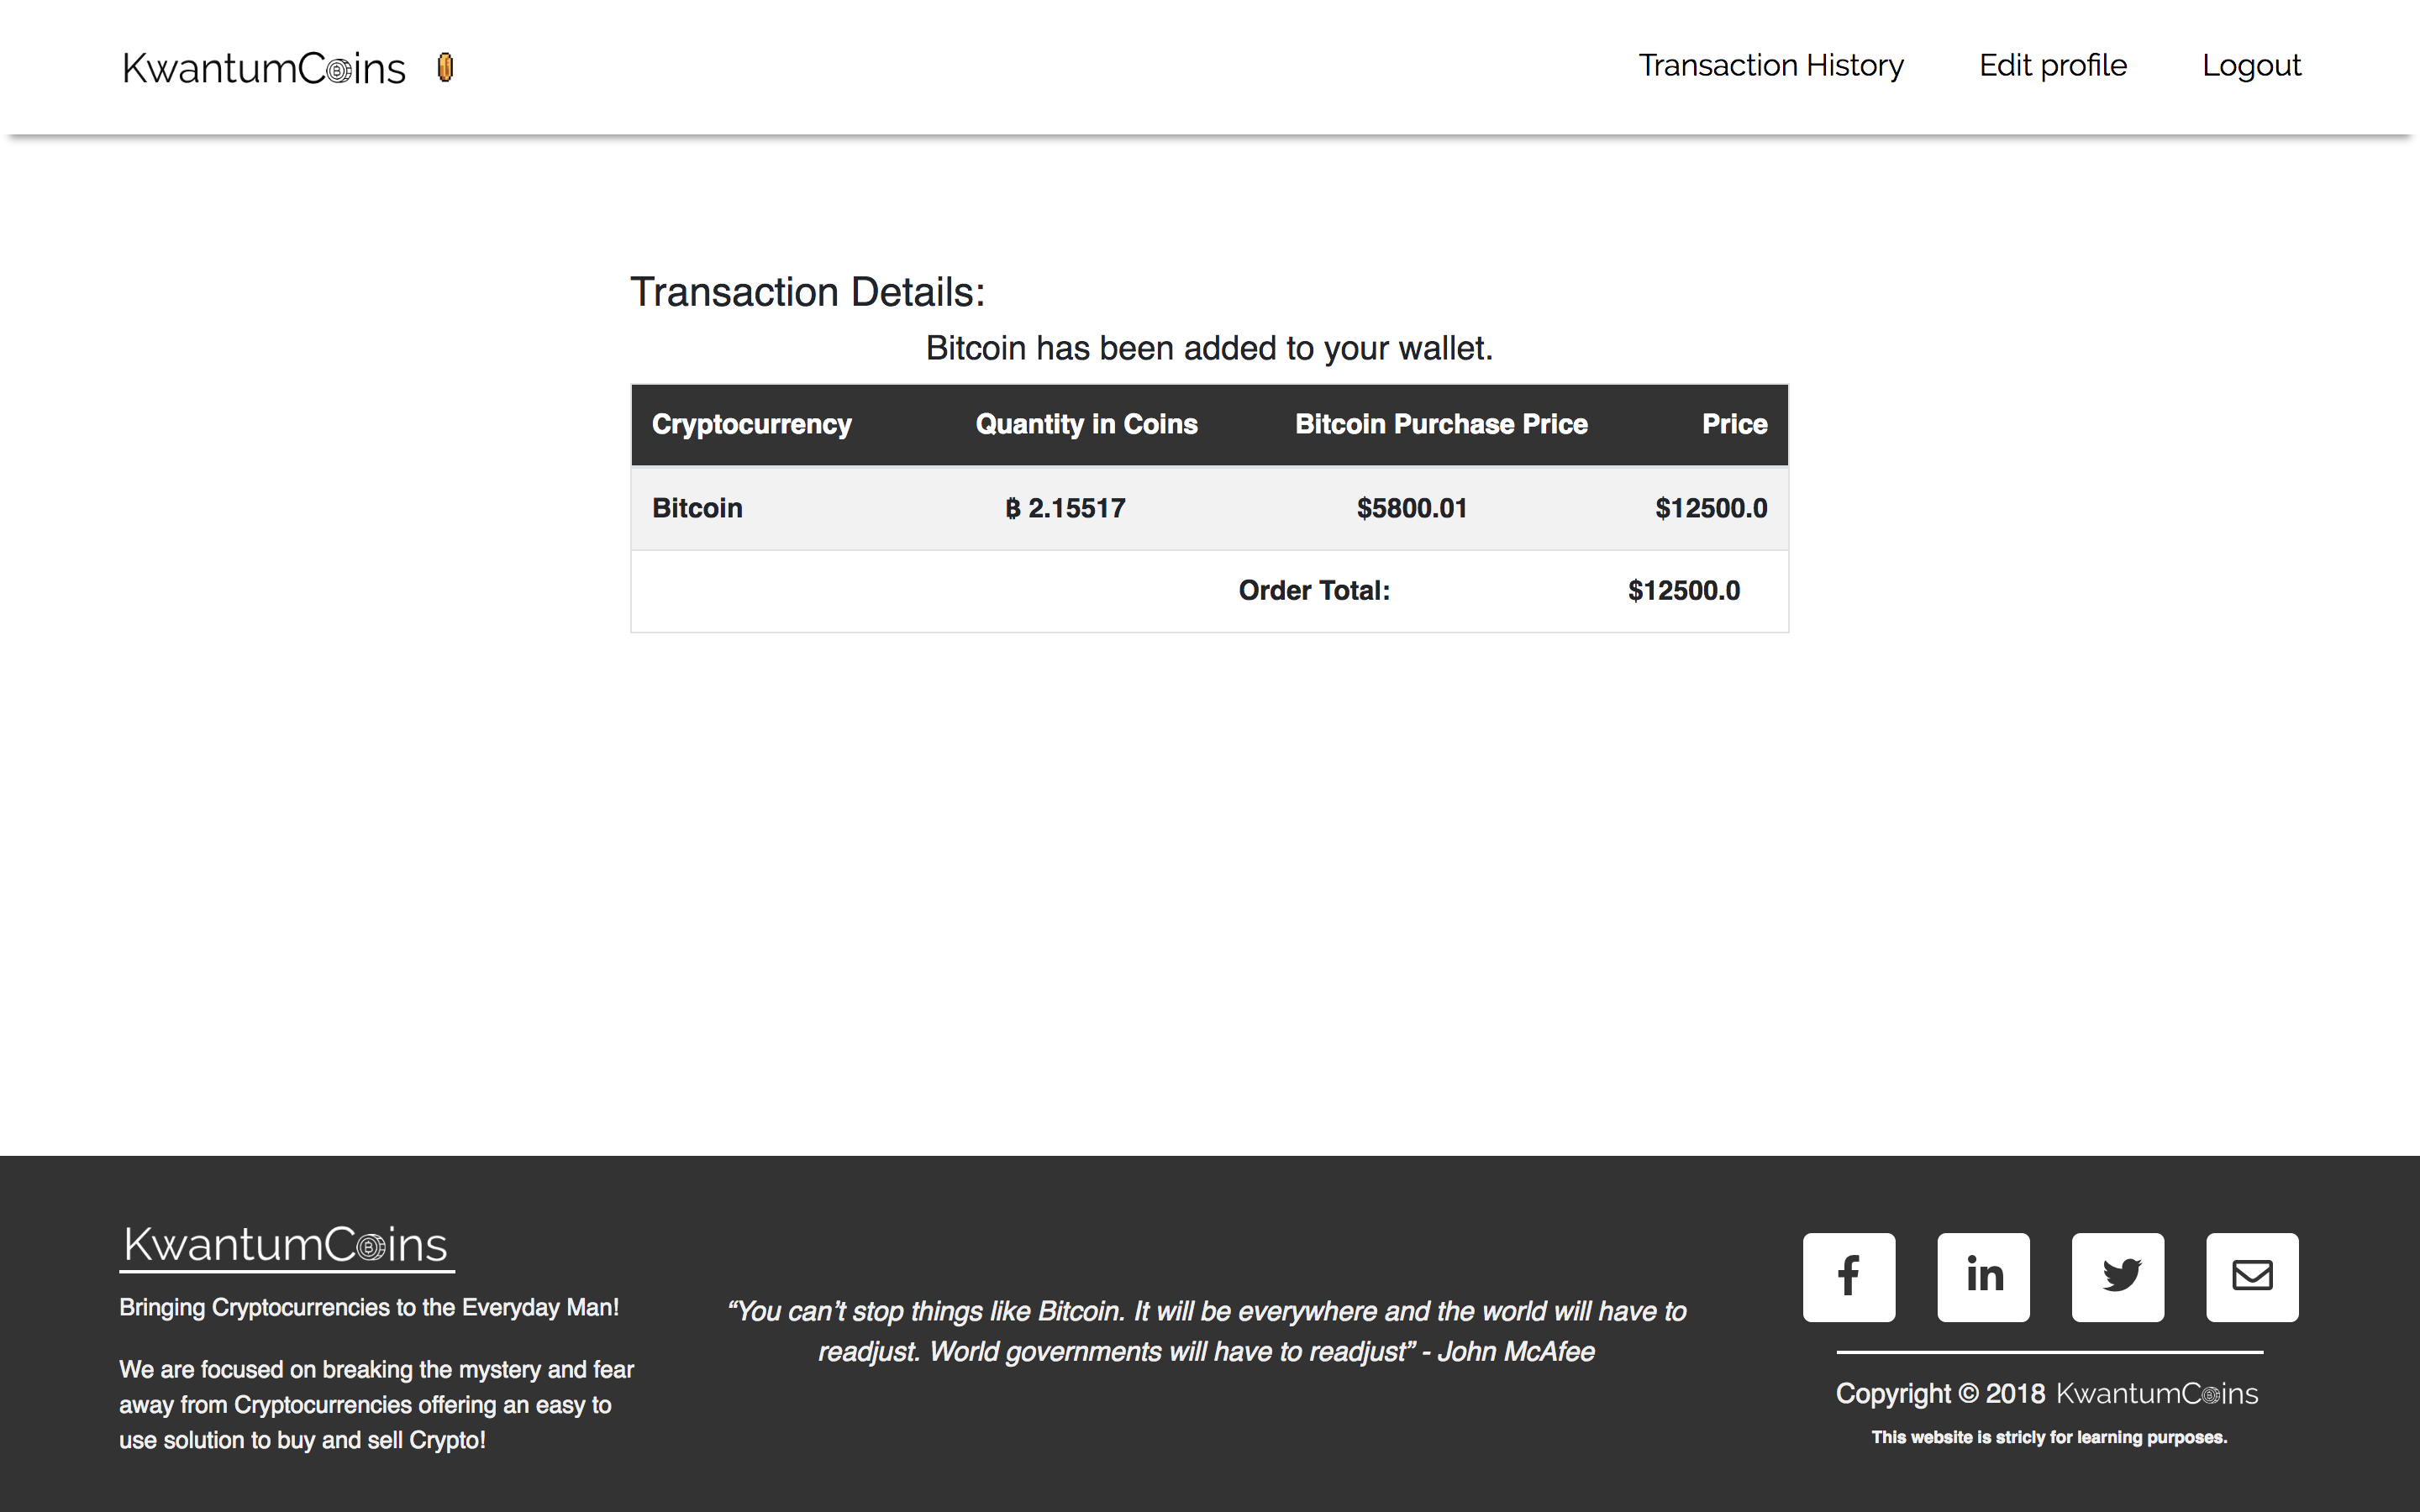 KwantumCoins
Transaction History Edit profile Logout
Transaction Details:
Bitcoin has been added to your wallet.
Cryptocurrency Quantity in Coins Bitcoin Purchase Price Price
Bitcoin ฿ 2.15517 $5800.01 $12500.0
Order Total: $12500.0
KwantumCoins
Bringing Cryptocurrencies to the Everyday Man!
We are focused on breaking the mystery and fear
away from Cryptocurrencies offering an easy to
use solution to buy and sell Crypto!
“You can’t stop things like Bitcoin. It will be everywhere and the world will have to
readjust. World governments will have to readjust” - John McAfee
Copyright © 2018 KwantumCoins
This website is stricly for learning purposes.